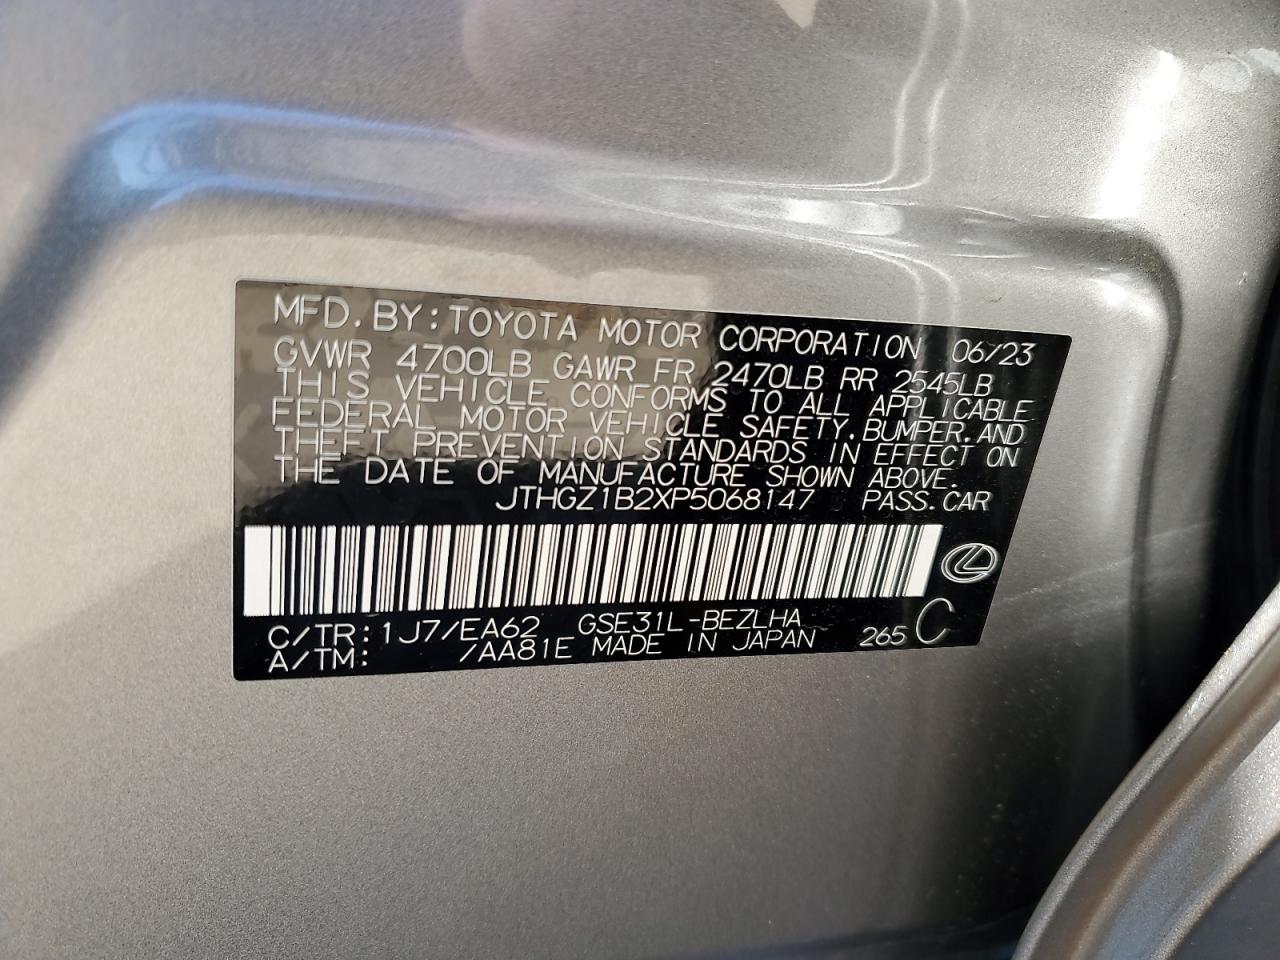 MFD. BY: TOYOTA MOTOR CORPORATION 06/23
GVWR 4700LB GAWR FR 2470LB RR 2545LB
THIS VEHICLE CONFORMS TO ALL APPLICABLE
FEDERAL MOTOR VEHICLE SAFETY, BUMPER, AND
THEFT PREVENTION STANDARDS IN EFFECT ON
THE DATE OF MANUFACTURE SHOWN ABOVE.
JTHGZ1B2XP5068147 PASS. CAR
C/TR: 1J7/EA62 GSE31L-BEZLHA
A/TM: /AA81E MADE IN JAPAN 265 C